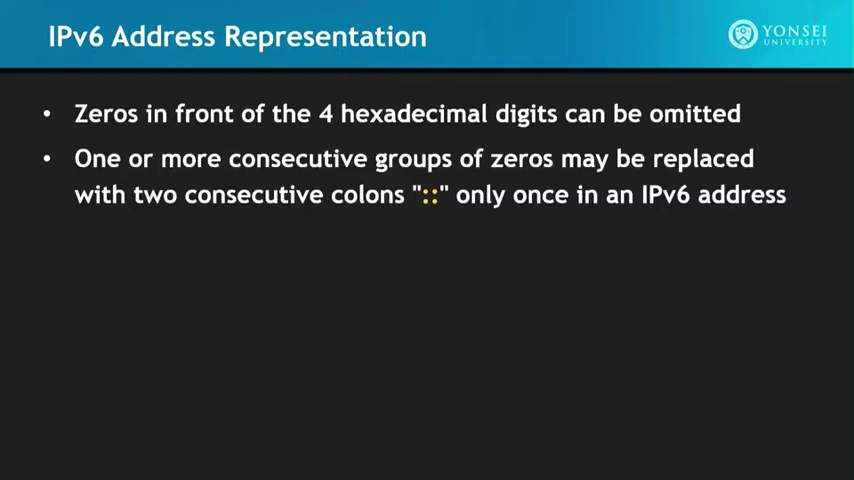 IPv6 Address Representation
YONSEI
UNIVERSITY
• Zeros in front of the 4 hexadecimal digits can be omitted
• One or more consecutive groups of zeros may be replaced
with two consecutive colons "::" only once in an IPv6 address